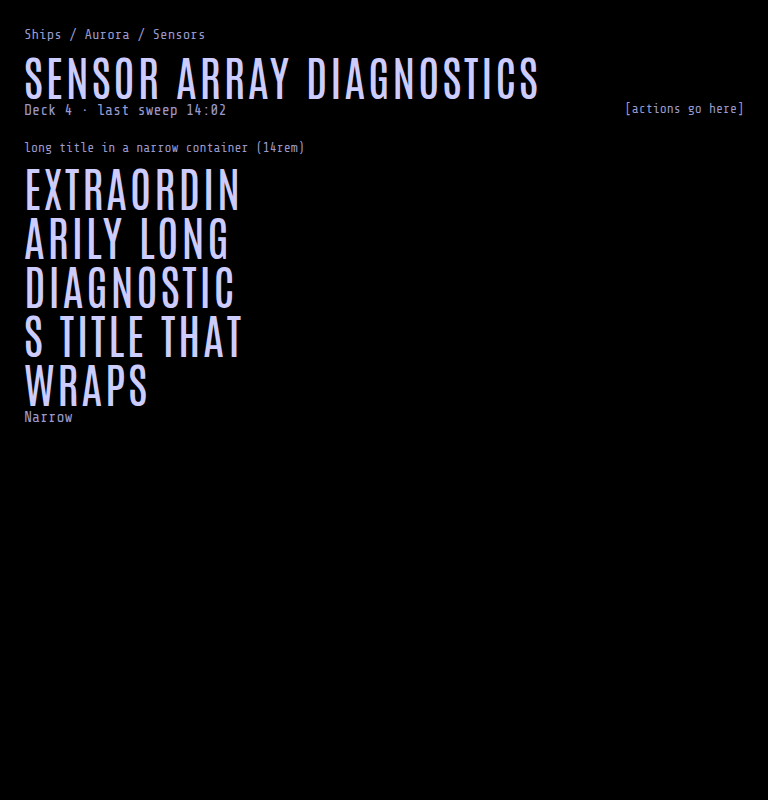 Ships / Aurora / Sensors
SENSOR ARRAY DIAGNOSTICS
Deck 4 · last sweep 14:02
[actions go here]
long title in a narrow container (14rem)
EXTRAORDIN
ARILY LONG
DIAGNOSTIC
S TITLE THAT
WRAPS
Narrow